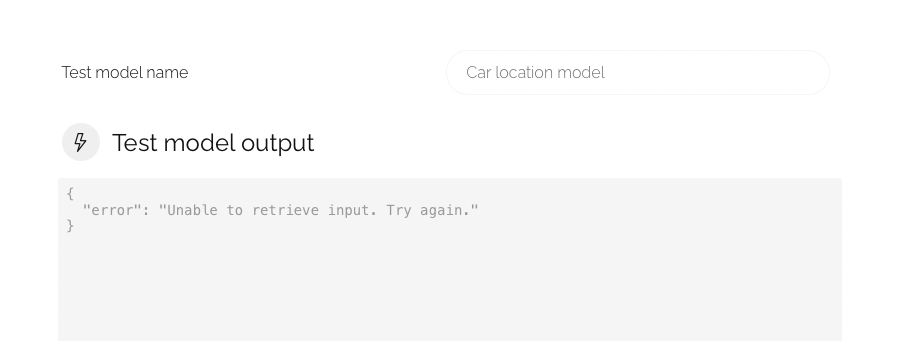 Test model name
Car location model
Test model output
{
  "error": "Unable to retrieve input. Try again."
}